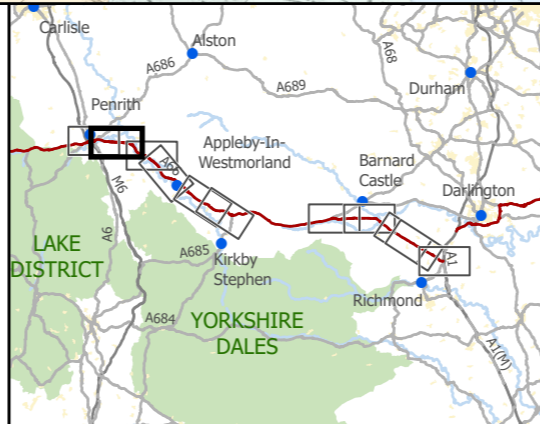 Carlisle
Alston
A68
A686
A689
Durham
Penrith
Appleby-In-
Westmorland
A66
Barnard
Castle
Darlington
M6
A6
LAKE
DISTRICT
A685
Kirkby
Stephen
A1
Richmond
A684
YORKSHIRE
DALES
A1(M)